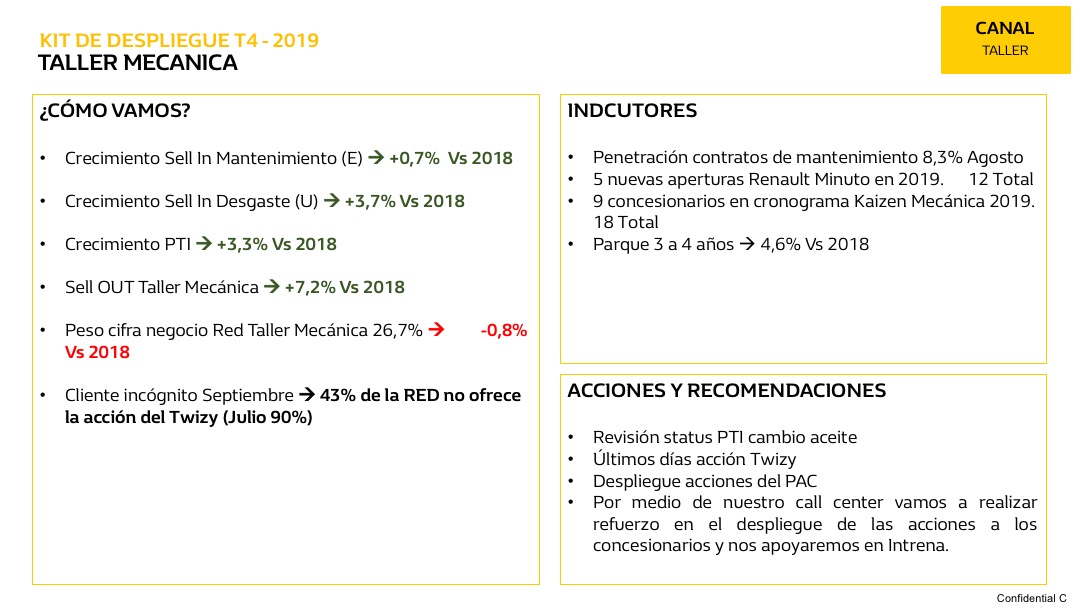 KIT DE DESPLIEGUE T4 - 2019
TALLER MECANICA
CANAL
TALLER
¿CÓMO VAMOS?
• Crecimiento Sell In Mantenimiento (E) → +0,7% Vs 2018
• Crecimiento Sell In Desgaste (U) → +3,7% Vs 2018
• Crecimiento PTI → +3,3% Vs 2018
• Sell OUT Taller Mecánica → +7,2% Vs 2018
• Peso cifra negocio Red Taller Mecánica 26,7% → -0,8%
Vs 2018
• Cliente incógnito Septiembre → 43% de la RED no ofrece
la acción del Twizy (Julio 90%)
INDCUTORES
• Penetración contratos de mantenimiento 8,3% Agosto
• 5 nuevas aperturas Renault Minuto en 2019. 12 Total
• 9 concesionarios en cronograma Kaizen Mecánica 2019.
18 Total
• Parque 3 a 4 años → 4,6% Vs 2018
ACCIONES Y RECOMENDACIONES
• Revisión status PTI cambio aceite
• Últimos días acción Twizy
• Despliegue acciones del PAC
• Por medio de nuestro call center vamos a realizar
refuerzo en el despliegue de las acciones a los
concesionarios y nos apoyaremos en Intrena.
Confidential C